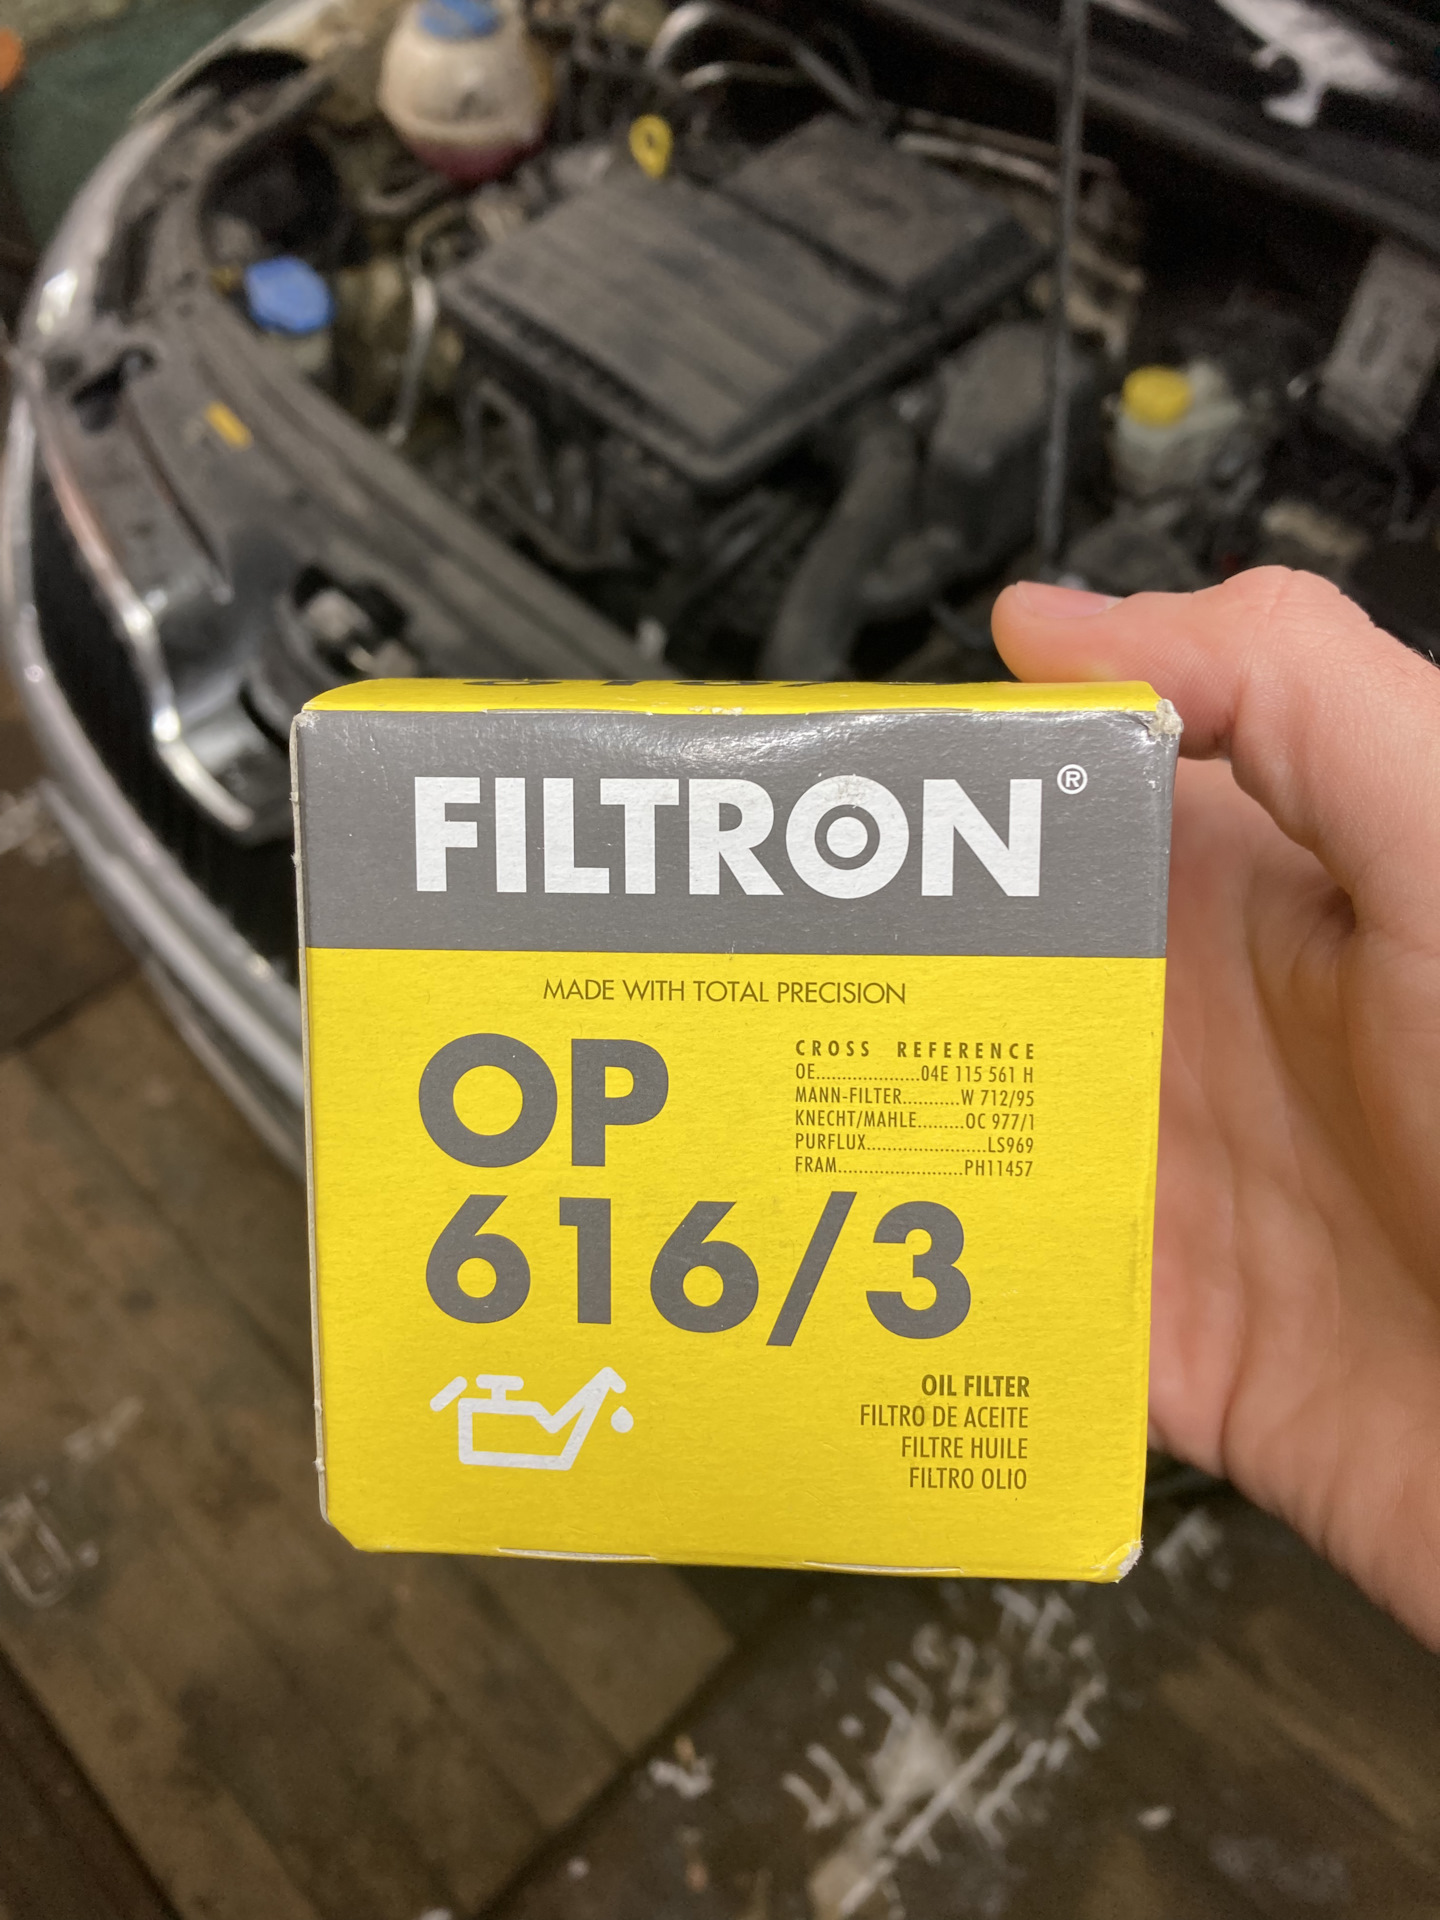 FILTRON®
MADE WITH TOTAL PRECISION
OP
616/3
CROSS REFERENCE
OE....................04E 115 561 H
MANN-FILTER..........W 712/95
KNECHT/MAHLE.........OC 977/1
PURFLUX.......................LS969
FRAM........................PH11457
OIL FILTER
FILTRO DE ACEITE
FILTRE HUILE
FILTRO OLIO